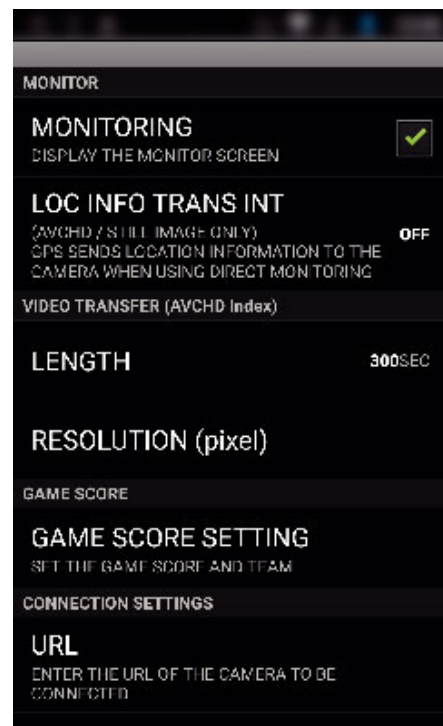 MONITOR
MONITORING
DISPLAY THE MONITOR SCREEN
LOC INFO TRANS INT
(AVCHD / STILL IMAGE ONLY)
OFF
GPS SENDS LOCATION INFORMATION TO THE
CAMERA WHEN USING DIRECT MONITORING
VIDEO TRANSFER (AVCHD Index)
LENGTH 300SEC
RESOLUTION (pixel)
GAME SCORE
GAME SCORE SETTING
SET THE GAME SCORE AND TEAM
CONNECTION SETTINGS
URL
ENTER THE URL OF THE CAMERA TO BE
CONNECTED